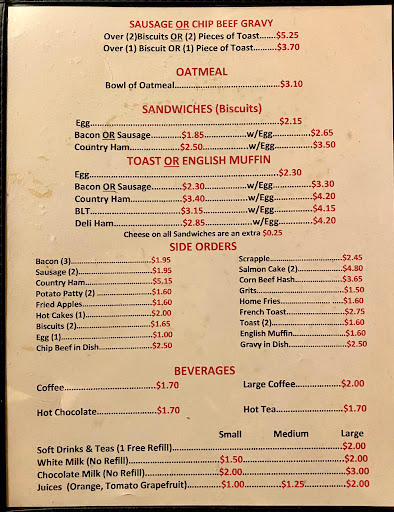 SAUSAGE OR CHIP BEEF GRAVY
Over (2)Biscuits OR (2) Pieces of Toast.......$5.25
Over (1) Biscuit OR (1) Piece of Toast........$3.70
OATMEAL
Bowl of Oatmeal...............................$3.10
SANDWICHES (Biscuits)
Egg...............................................................$2.15
Bacon OR Sausage..........$1.85..............w/Egg.............$2.65
Country Ham...................$2.50...............w/Egg.............$3.50
TOAST OR ENGLISH MUFFIN
Egg...............................................................$2.30
Bacon OR Sausage..........$2.30..............w/Egg.............$3.30
Country Ham...................$3.40..............w/Egg.............$4.20
BLT..................................$3.15..............w/Egg.............$4.15
Deli Ham.........................$2.85..............w/Egg.............$4.20
Cheese on all Sandwiches are an extra $0.25
SIDE ORDERS
Bacon (3)..........................$1.95
Sausage (2).......................$1.95
Country Ham....................$5,15
Potato Patty (2) ...............$1.60
Fried Apples.....................$1.60
Hot Cakes (1)....................$2.00
Biscuits (2)........................$1.65
Egg (1)..............................$1.00
Chip Beef in Dish..............$2.50
Scrapple...........................$2.45
Salmon Cake (2)................$4.80
Corn Beef Hash.................$3.65
Grits..................................$1.50
Home Fries.......................$1.60
French Toast.....................$2.75
Toast (2)...........................$1.60
English Muffin..................$1.60
Gravy in Dish....................$2.50
BEVERAGES
Coffee..............................$1.70 Large Coffee.............$2.00
Hot Chocolate...................$1.70 Hot Tea......................$1.70
Small Medium Large
Soft Drinks & Teas (1 Free Refill)..................................................$2.00
White Milk (No Refill).......................$1.50...............................$2.00
Chocolate Milk (No Refill)..................$2.00...............................$3.00
Juices (Orange, Tomato Grapefruit)....$1.00............$1.25............$2.00